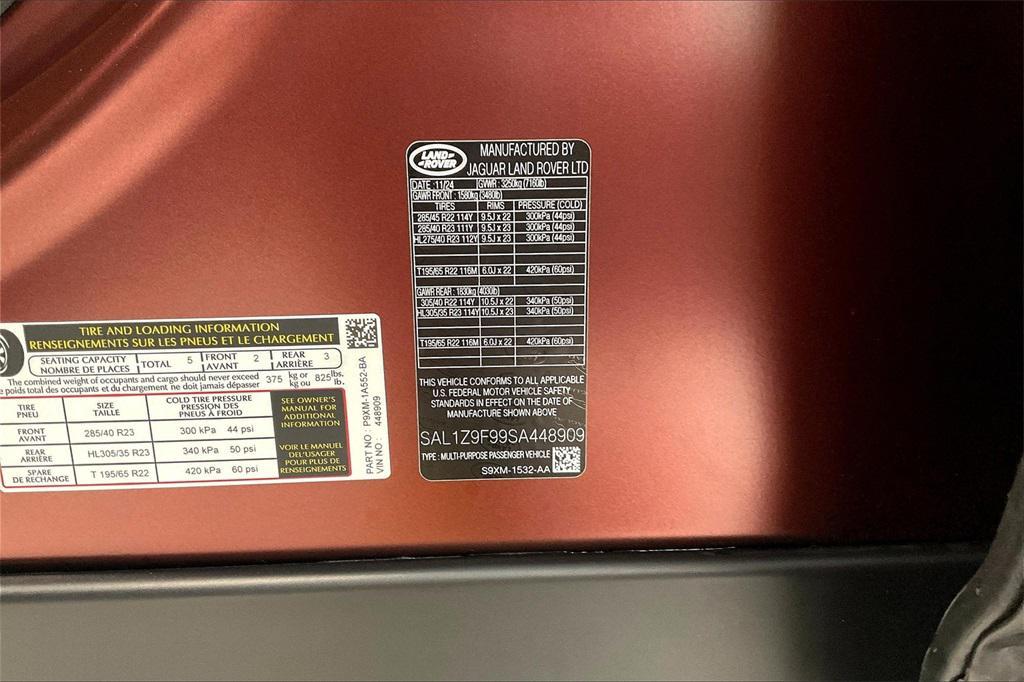 LAND-
ROVER
MANUFACTURED BY
JAGUAR LAND ROVER LTD
DATE :11/24 GVWR : 3250kg (7160lb)
GAWR FRONT : 1580kg (3480lb)
TIRES RIMS PRESSURE (COLD)
285/45 R22 114Y 9.5J x 22 300kPa (44psi)
285/40 R23 111Y 9.5J x 23 300kPa (44psi)
HL275/40 R23 112Y 9.5J x 23 300kPa (44psi)
T195/65 R22 116M 6.0J x 22 420kPa (60psi)
GAWR REAR : 1830kg (4030lb)
305/40 R22 114Y 10.5J x 22 340kPa (50psi)
HL305/35 R23 114Y 10.5J x 23 340kPa (50psi)
T195/65 R22 116M 6.0J x 22 420kPa (60psi)
THIS VEHICLE CONFORMS TO ALL APPLICABLE
U.S. FEDERAL MOTOR VEHICLE SAFETY
STANDARDS IN EFFECT ON THE DATE OF
MANUFACTURE SHOWN ABOVE
SAL1Z9F99SA448909
TYPE : MULTI-PURPOSE PASSENGER VEHICLE
S9XM-1532-AA
TIRE AND LOADING INFORMATION
RENSEIGNEMENTS SUR LES PNEUS ET LE CHARGEMENT
SEATING CAPACITY
NOMBRE DE PLACES
TOTAL 5
FRONT
AVANT
2
REAR
ARRIÈRE
3
The combined weight of occupants and cargo should never exceed
poids total des occupants et du chargement ne doit jamais dépasser
375 kg or
kg ou
825 lbs.
lb.
TIRE
PNEU
SIZE
TAILLE
COLD TIRE PRESSURE
PRESSION DES
PNEUS À FROID
FRONT
AVANT
285/40 R23 300 kPa 44 psi
REAR
ARRIÈRE
HL305/35 R23 340 kPa 50 psi
SPARE
DE RECHANGE
T 195/65 R22 420 kPa 60 psi
SEE OWNER'S
MANUAL FOR
ADDITIONAL
INFORMATION
VOIR LE MANUEL
DE L'USAGER
POUR PLUS DE
RENSEIGNEMENTS
PART NO : P9XM-1A552-BA
VIN NO : 448909